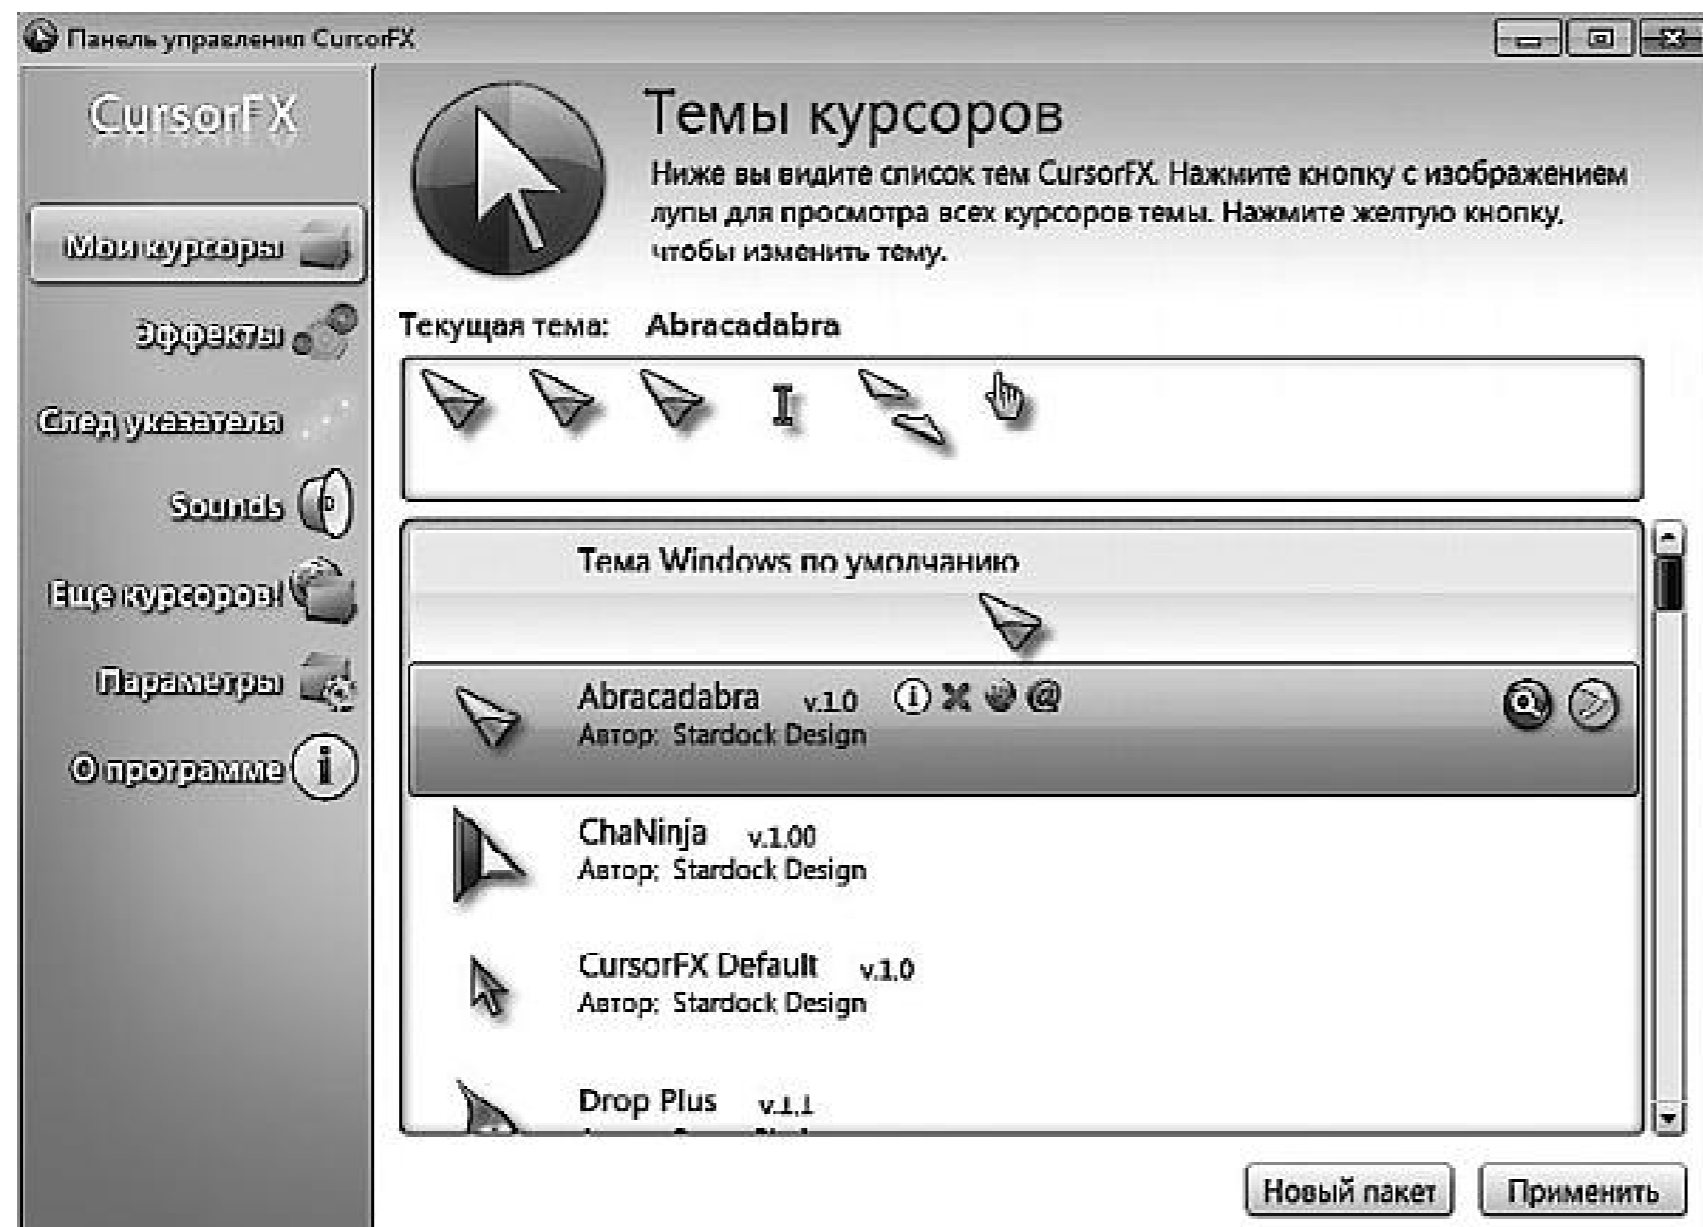 Панель управления CursorFX
CursorFX
Мои курсоры
Эффекты
След указателя
Sounds
Еще курсоров!
Параметры
О программе
Темы курсоров
Ниже вы видите список тем CursorFX. Нажмите кнопку с изображением
лупы для просмотра всех курсоров темы. Нажмите желтую кнопку,
чтобы изменить тему.
Текущая тема: Abracadabra
Тема Windows по умолчанию
Abracadabra v.1.0
Автор: Stardock Design
ChaNinja v.1.00
Автор: Stardock Design
CursorFX Default v.1.0
Автор: Stardock Design
Drop Plus v.1.1
Новый пакет Применить